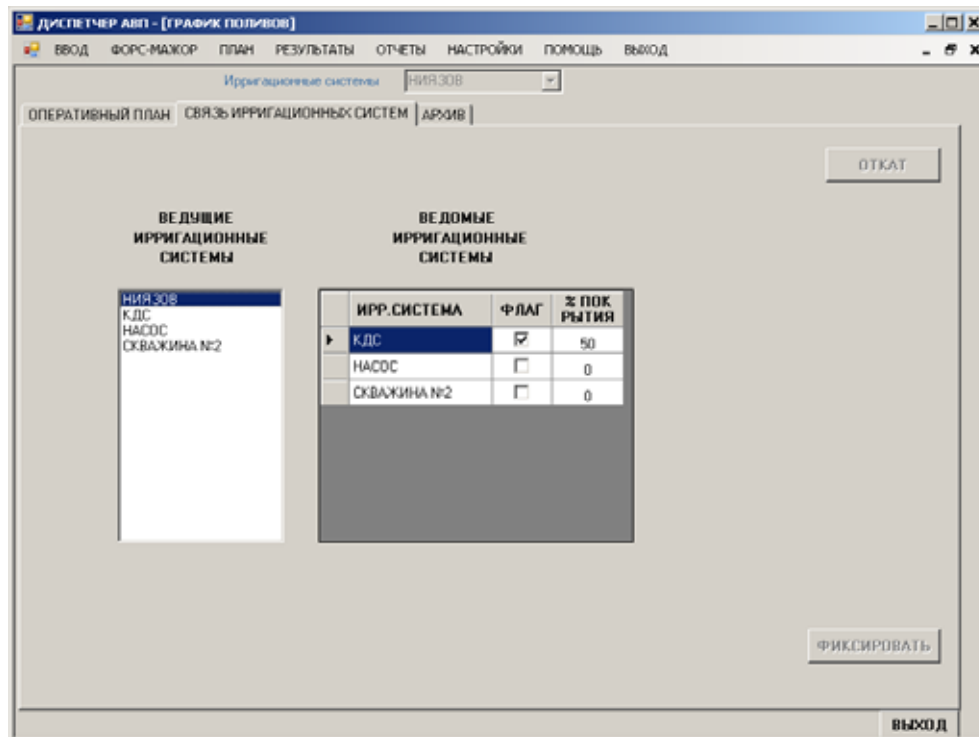 ДИСПЕТЧЕР АВП - [ГРАФИК ПОЛИВОВ]
ВВОД ФОРС-МАЖОР ПЛАН РЕЗУЛЬТАТЫ ОТЧЕТЫ НАСТРОЙКИ ПОМОЩЬ ВЫХОД
Ирригационные системы НИЯЗОВ
ОПЕРАТИВНЫЙ ПЛАН СВЯЗЬ ИРРИГАЦИОННЫХ СИСТЕМ АРХИВ
ОТКАТ
ВЕДУЩИЕ
ИРРИГАЦИОННЫЕ
СИСТЕМЫ
НИЯЗОВ
КДС
НАСОС
СКВАЖИНА №2
ВЕДОМЫЕ
ИРРИГАЦИОННЫЕ
СИСТЕМЫ
ИРР.СИСТЕМА ФЛАГ % ПОК
РЫТИЯ
КДС 50
НАСОС 0
СКВАЖИНА №2 0
ФИКСИРОВАТЬ
ВЫХОД